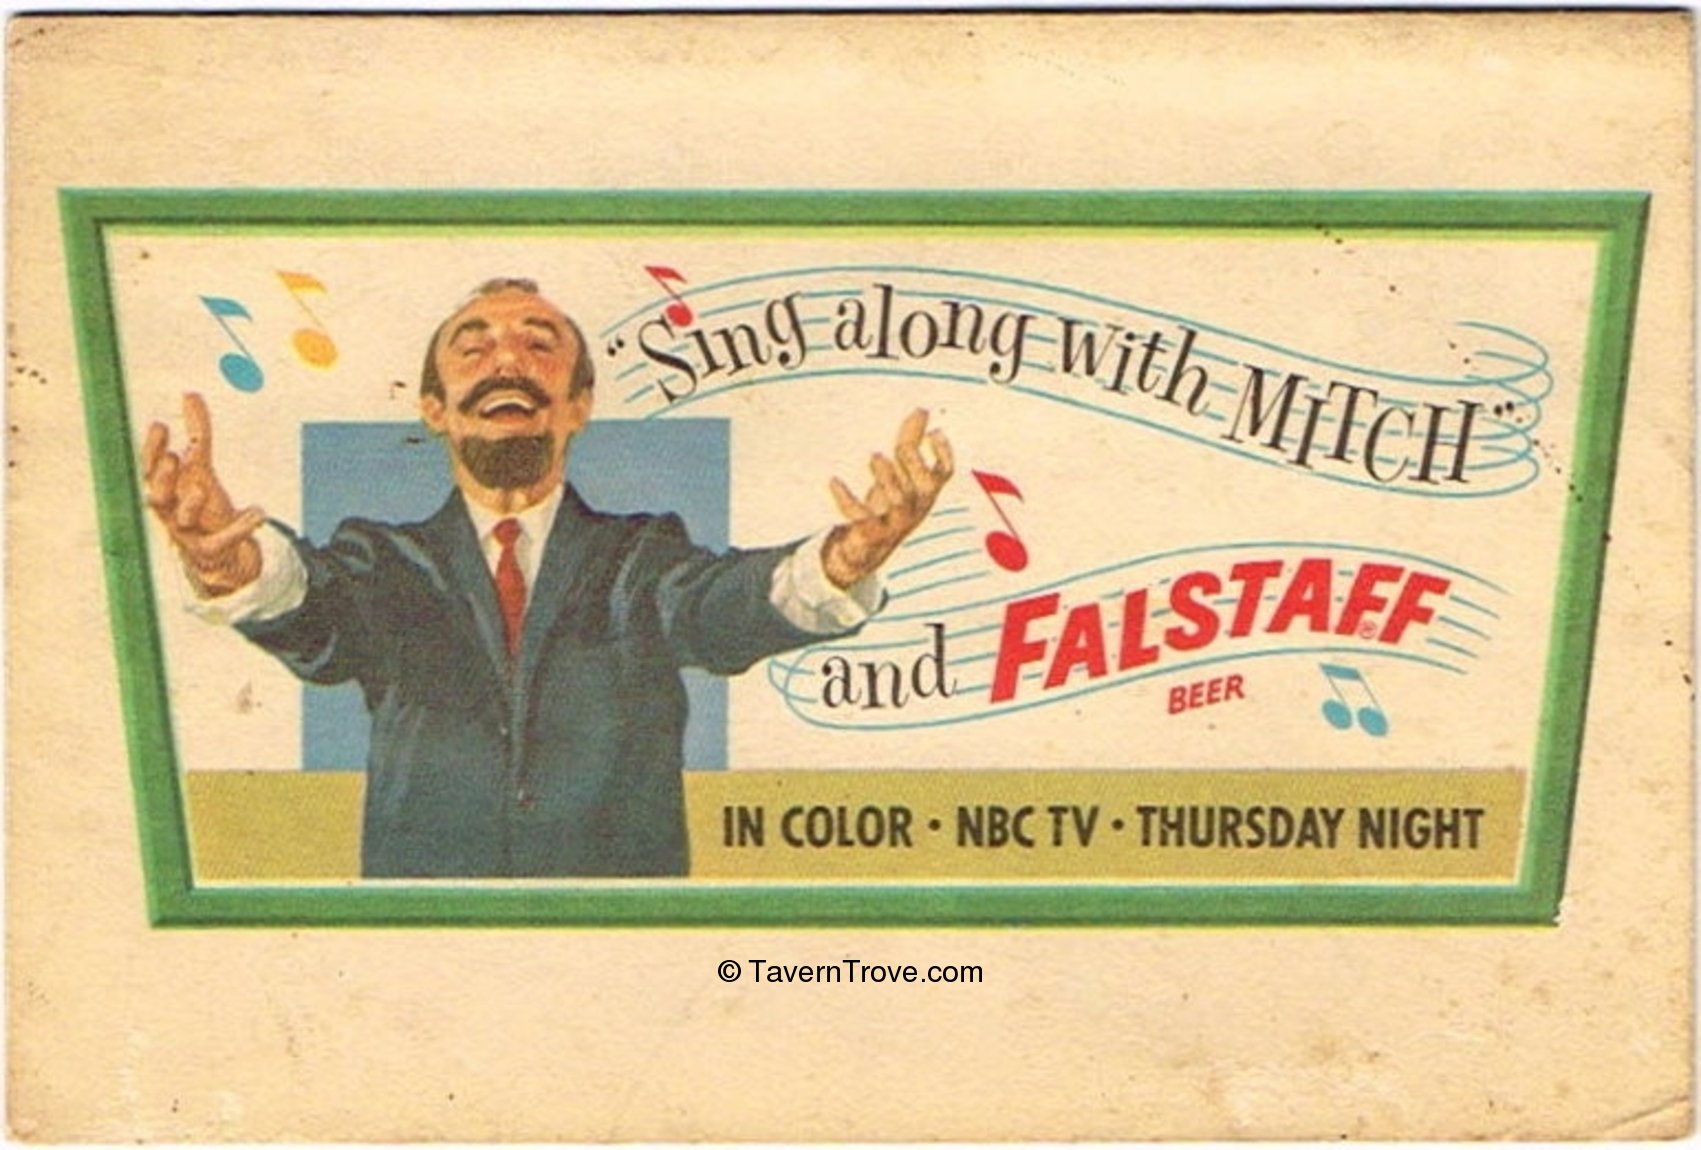 “Sing along with MITCH”
and FALSTAFF®
BEER
IN COLOR • NBC TV • THURSDAY NIGHT
© TavernTrove.com